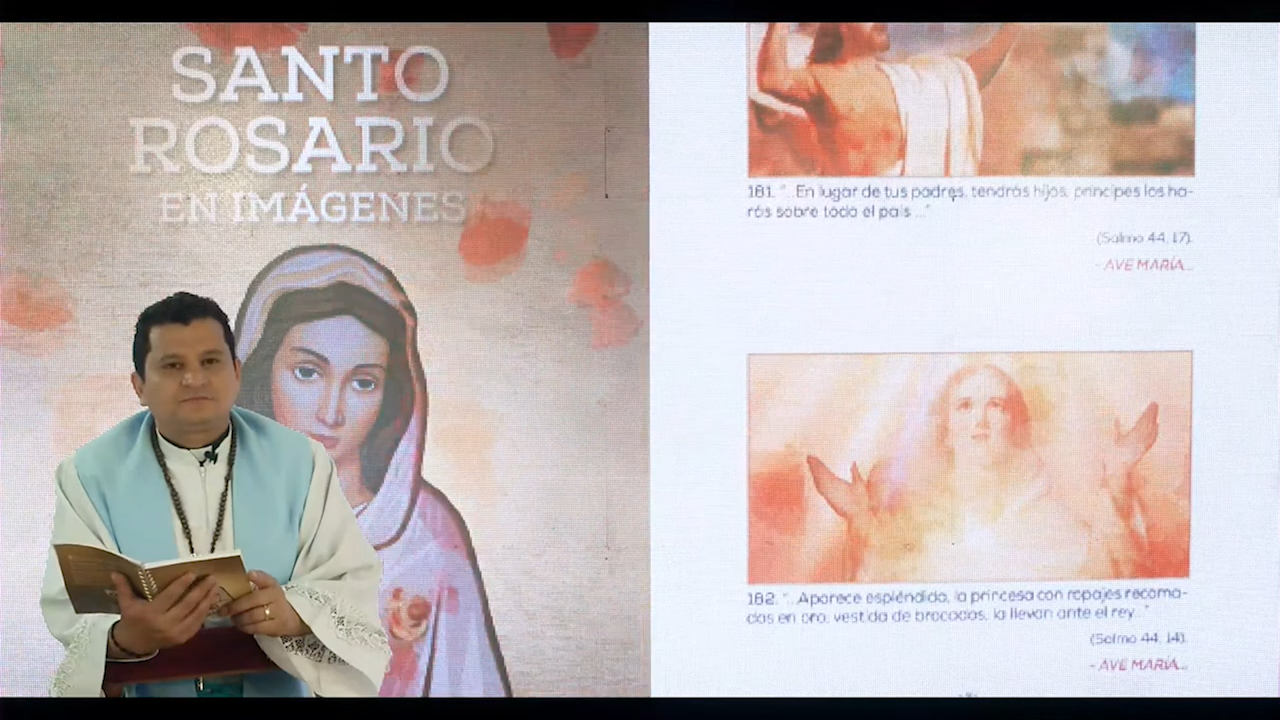 SANTO
ROSARIO
EN IMÁGENES
181. "...En lugar de tus padres, tendrás hijos, príncipes los ha-
rás sobre todo el país ..."
(Salmo 44, 17).
- AVE MARÍA...
182. "...Aparece espléndida, la princesa con ropajes recama-
dos en oro, vestida de brocados, la llevan ante el rey..."
(Salmo 44, 14).
- AVE MARÍA...